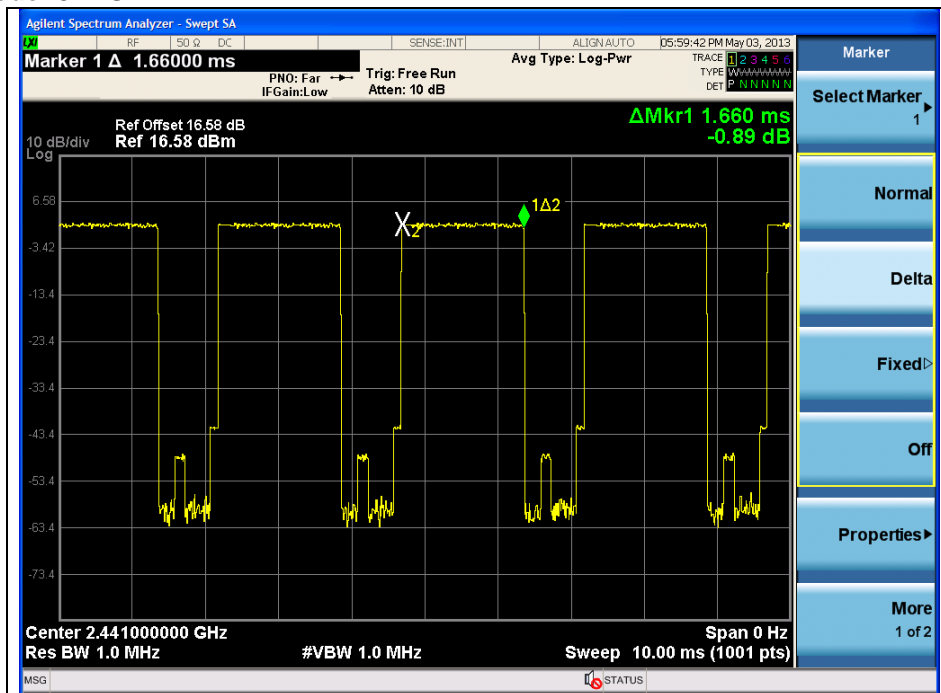 Agilent Spectrum Analyzer - Swept SA
LXI RF 50 Ω DC SENSE:INT ALIGN AUTO 05:59:42 PM May 03, 2013
Marker 1 Δ 1.66000 ms
PNO: Far
IFGain:Low
Trig: Free Run
Atten: 10 dB
Avg Type: Log-Pwr
TRACE 1 2 3 4 5 6
TYPE WWWWWW
DET P N N N N N
ΔMkr1 1.660 ms
-0.89 dB
Ref Offset 16.58 dB
10 dB/div Ref 16.58 dBm
Log
6.58
-3.42
-13.4
-23.4
-33.4
-43.4
-53.4
-63.4
-73.4
X2
1Δ2
Center 2.441000000 GHz Span 0 Hz
Res BW 1.0 MHz #VBW 1.0 MHz Sweep 10.00 ms (1001 pts)
MSG STATUS
Marker
Select Marker
1
Normal
Delta
Fixed
Off
Properties
More
1 of 2